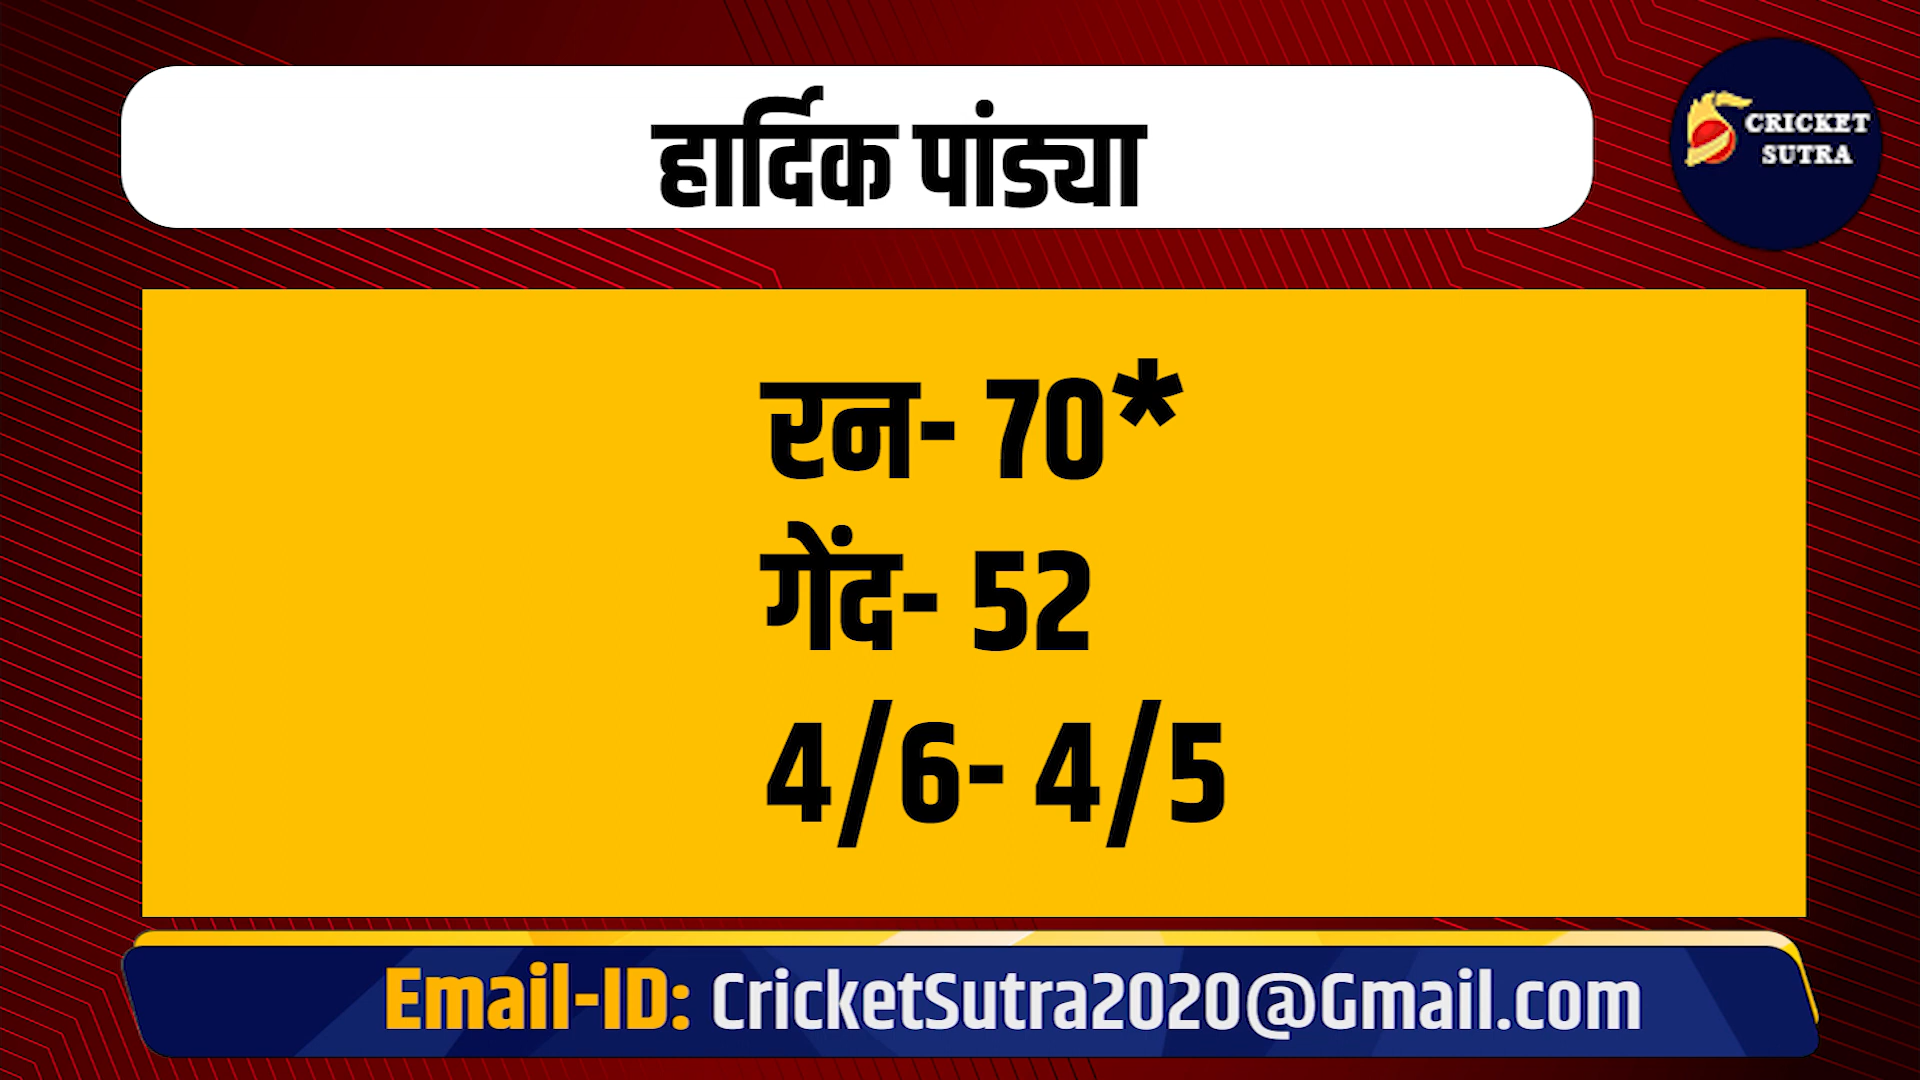 हार्दिक पांड्या
CRICKET
SUTRA
रन- 70*
गेंद- 52
4/6- 4/5
Email-ID: CricketSutra2020@Gmail.com